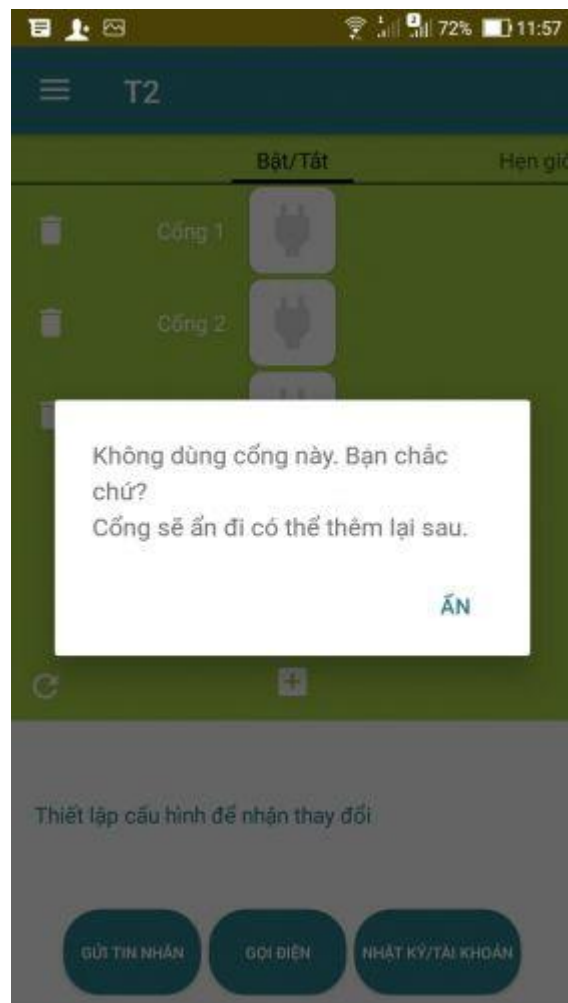 72% 11:57
T2
Bật/Tắt Hẹn giờ
Cổng 1
Cổng 2
Không dùng cổng này. Bạn chắc
chứ?
Cổng sẽ ẩn đi có thể thêm lại sau.
ẨN
Thiết lập cấu hình để nhận thay đổi
GỬI TIN NHẮN GỌI ĐIỆN NHẬT KÝ/TÀI KHOẢN